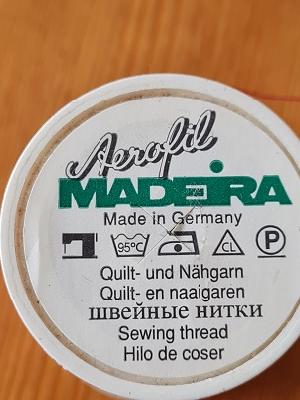 Aerofil
MADEIRA
Made in Germany
95°C CL P
Quilt- und Nähgarn
Quilt- en naaigaren
швейные нитки
Sewing thread
Hilo de coser